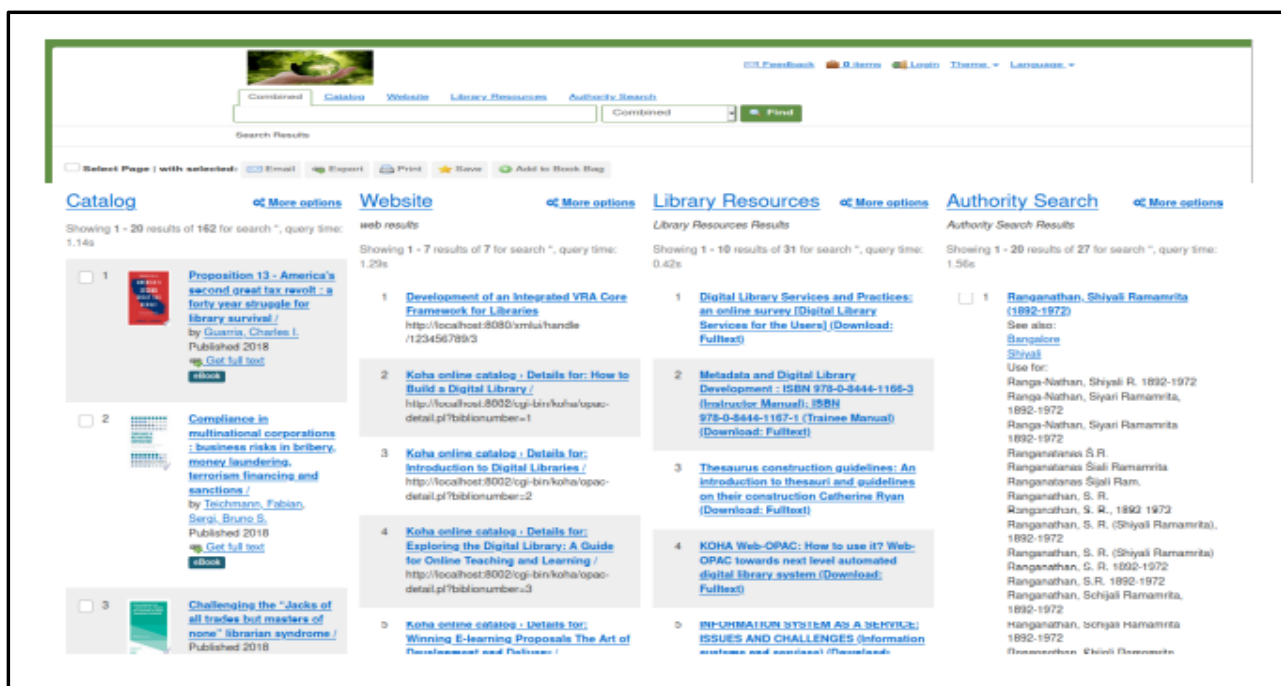 Feedback 0 items Login Theme Language
Combined Catalog Website Library Resources Authority Search
Combined Find
Search Results
Select Page | with selected: Email Export Print Save Add to Book Bag
Catalog More options
Showing 1 - 20 results of 162 for search '', query time:
1.14s
1 Proposition 13 - America's
second great tax revolt : a
forty year struggle for
library survival /
by Guarria, Charles I.
Published 2018
Get full text
eBook
2 Compliance in
multinational corporations
: business risks in bribery,
money laundering,
terrorism financing and
sanctions /
by Teichmann, Fabian,
Sergi, Bruno S.
Published 2018
Get full text
eBook
3 Challenging the "Jacks of
all trades but masters of
none" librarian syndrome /
Published 2018
Website More options
web results
Showing 1 - 7 results of 7 for search '', query time:
1.29s
1 Development of an Integrated VRA Core
Framework for Libraries
http://localhost:8080/xmlui/handle
/123456789/3
2 Koha online catalog › Details for: How to
Build a Digital Library /
http://localhost:8002/cgi-bin/koha/opac-
detail.pl?biblionumber=1
3 Koha online catalog › Details for:
Introduction to Digital Libraries /
http://localhost:8002/cgi-bin/koha/opac-
detail.pl?biblionumber=2
4 Koha online catalog › Details for:
Exploring the Digital Library: A Guide
for Online Teaching and Learning /
http://localhost:8002/cgi-bin/koha/opac-
detail.pl?biblionumber=3
5 Koha online catalog › Details for:
Winning E-learning Proposals The Art of
Development and Delivery /
Library Resources More options
Library Resources Results
Showing 1 - 10 results of 31 for search '', query time:
0.42s
1 Digital Library Services and Practices:
an online survey [Digital Library
Services for the Users] (Download:
Fulltext)
2 Metadata and Digital Library
Development : ISBN 978-0-8444-1166-3
(Instructor Manual); ISBN
978-0-8444-1167-1 (Trainee Manual)
(Download: Fulltext)
3 Thesaurus construction guidelines: An
introduction to thesauri and guidelines
on their construction Catherine Ryan
(Download: Fulltext)
4 KOHA Web-OPAC: How to use it? Web-
OPAC towards next level automated
digital library system (Download:
Fulltext)
5 INFORMATION SYSTEM AS A SERVICE:
ISSUES AND CHALLENGES (Information
systems and services) (Download:
Authority Search More options
Authority Search Results
Showing 1 - 20 results of 27 for search '', query time:
1.56s
1 Ranganathan, Shiyali Ramamrita
(1892-1972)
See also:
Bangalore
Shiyali
Use for:
Ranga-Nathan, Shiyali R. 1892-1972
Ranga-Nathan, Siyari Ramamrita,
1892-1972
Ranga-Nathan, Siyari Ramamrita
1892-1972
Ranganatanas Š.R.
Ranganatanas Šiali Ramamrita
Ranganatanas Šijali Ram.
Ranganathan, S. R.
Ranganathan, S. R., 1892-1972
Ranganathan, S. R. (Shiyali Ramamrita),
1892-1972
Ranganathan, S. R. (Shiyali Ramamrita)
Ranganathan, S. R. 1892-1972
Ranganathan, S.R. 1892-1972
Ranganathan, Schijali Ramamrita,
1892-1972
Ranganathan, Schijali Ramamrita
1892-1972